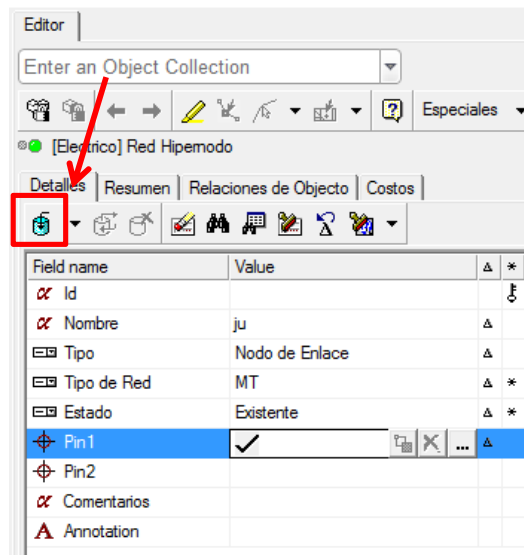 Editor
Enter an Object Collection
Especiales
[Electrico] Red Hipernodo
Detalles Resumen Relaciones de Objecto Costos
Field name Value
Id
Nombre ju
Tipo Nodo de Enlace
Tipo de Red MT *
Estado Existente *
Pin1 ...
Pin2
Comentarios
Annotation